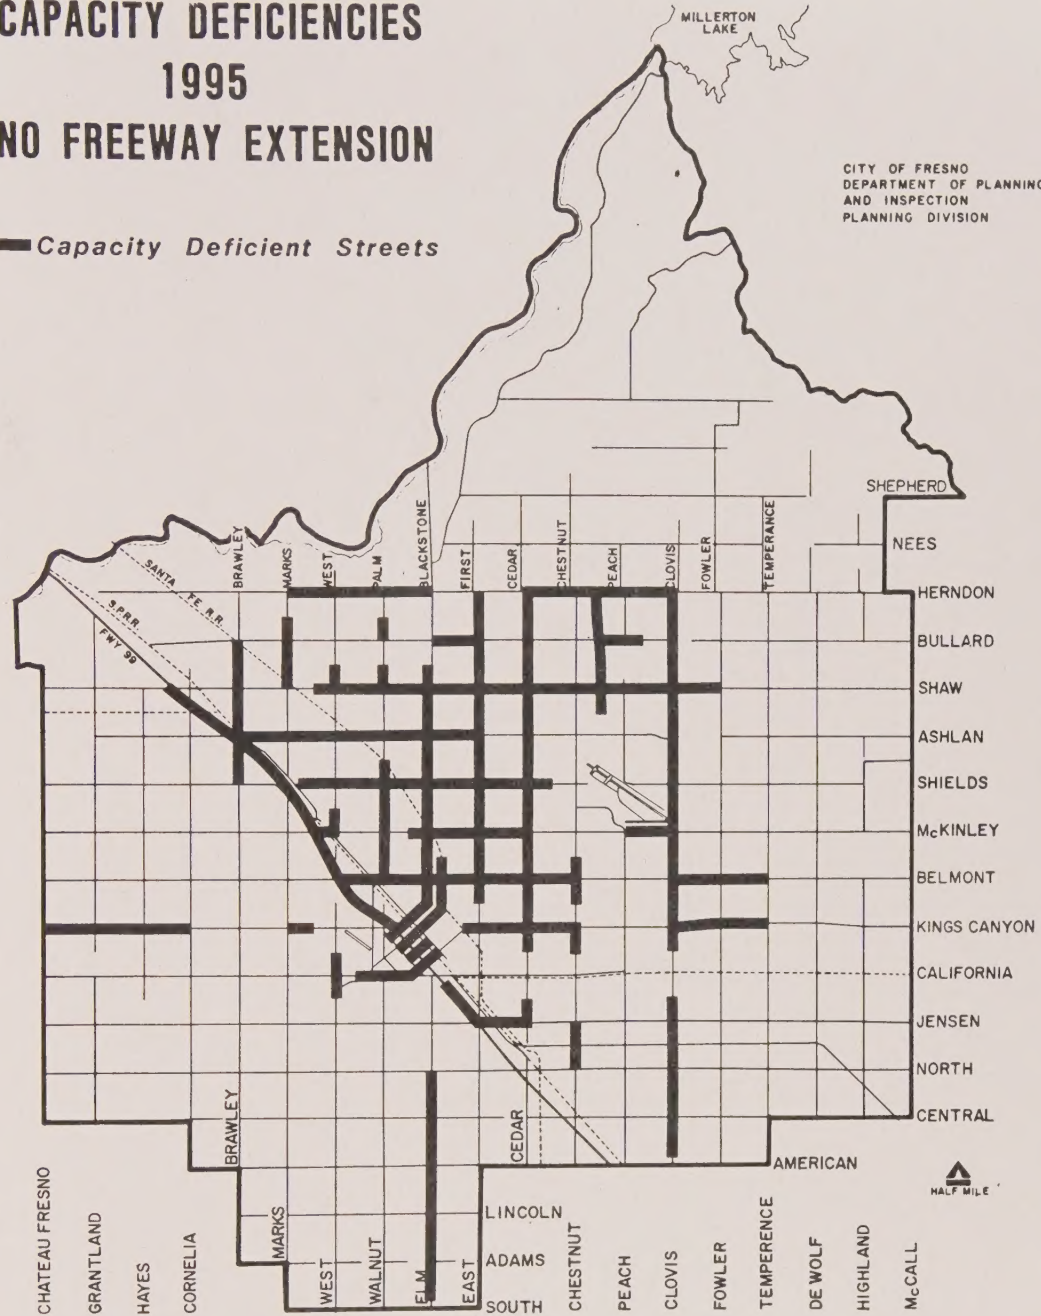 CAPACITY DEFICIENCIES
1995
NO FREEWAY EXTENSION
Capacity Deficient Streets
MILLERTON
LAKE
CITY OF FRESNO
DEPARTMENT OF PLANNING
AND INSPECTION
PLANNING DIVISION
SHEPHERD
NEES
BRAWLEY
MARKS
WEST
PALM
BLACKSTONE
FIRST
CEDAR
CHESTNUT
PEACH
CLOVIS
FOWLER
TEMPERANCE
SANTA FE. R.R.
S.P.R.R.
FWY 99
HERNDON
BULLARD
SHAW
ASHLAN
SHIELDS
McKINLEY
BELMONT
KINGS CANYON
CALIFORNIA
JENSEN
NORTH
CENTRAL
AMERICAN
HALF MILE
LINCOLN
ADAMS
SOUTH
BRAWLEY
CEDAR
CHATEAU FRESNO
GRANTLAND
HAYES
CORNELIA
MARKS
WEST
WALNUT
ELM
EAST
CHESTNUT
PEACH
CLOVIS
FOWLER
TEMPERENCE
DE WOLF
HIGHLAND
McCALL